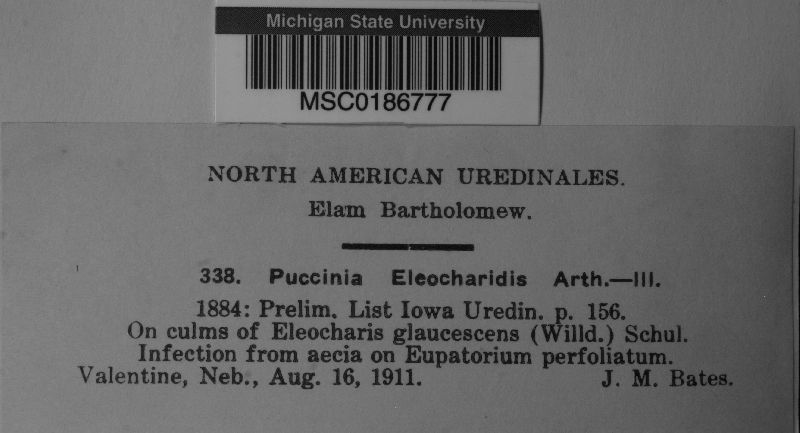 Michigan State University
MSC0186777
NORTH AMERICAN UREDINALES.
Elam Bartholomew.
338. Puccinia Eleocharidis Arth.—III.
1884: Prelim. List Iowa Uredin. p. 156.
On culms of Eleocharis glaucescens (Willd.) Schul.
Infection from aecia on Eupatorium perfoliatum.
Valentine, Neb., Aug. 16, 1911. J. M. Bates.